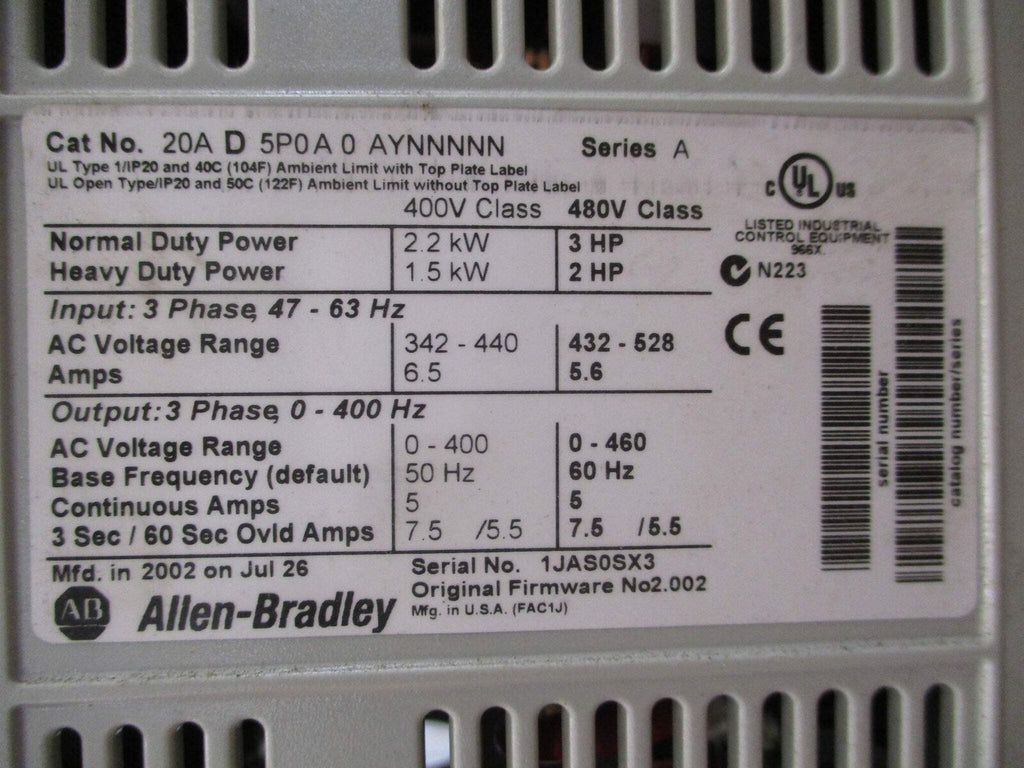 Cat No. 20A D 5P0A 0 AYNNNNN Series A
UL Type 1/IP20 and 40C (104F) Ambient Limit with Top Plate Label
UL Open Type/IP20 and 50C (122F) Ambient Limit without Top Plate Label
C UL US
LISTED INDUSTRIAL
CONTROL EQUIPMENT
966X
N223
CE
400V Class 480V Class
Normal Duty Power 2.2 kW 3 HP
Heavy Duty Power 1.5 kW 2 HP
Input: 3 Phase, 47 - 63 Hz
AC Voltage Range 342 - 440 432 - 528
Amps 6.5 5.6
Output: 3 Phase, 0 - 400 Hz
AC Voltage Range 0 - 400 0 - 460
Base Frequency (default) 50 Hz 60 Hz
Continuous Amps 5 5
3 Sec / 60 Sec Ovld Amps 7.5 /5.5 7.5 /5.5
Mfd. in 2002 on Jul 26
Serial No. 1JAS0SX3
Original Firmware No2.002
Mfg. in U.S.A. (FAC1J)
AB Allen-Bradley
serial number
catalog number/series